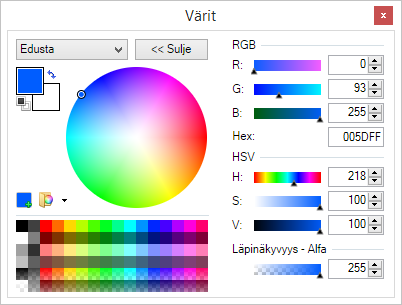 Värit
Edusta
<< Sulje
RGB
R: 0
G: 93
B: 255
Hex: 005DFF
HSV
H: 218
S: 100
V: 100
Läpinäkyvyys - Alfa
255